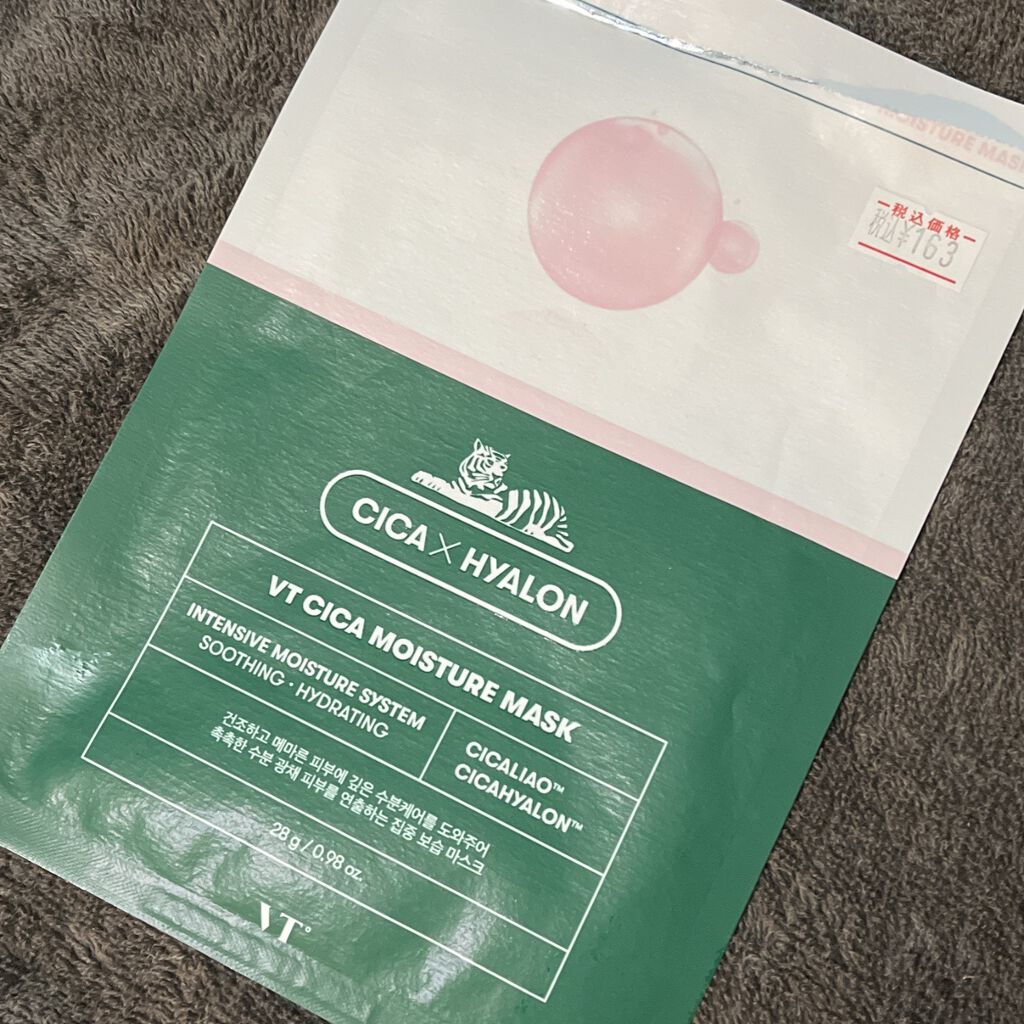 MOISTURE MASK
税込価格
税込¥163
CICA × HYALON
VT CICA MOISTURE MASK
INTENSIVE MOISTURE SYSTEM
SOOTHING · HYDRATING
CICALIAO™
CICAHYALON™
건조하고 메마른 피부에 깊은 수분케어를 도와주어
촉촉한 수분 광채 피부를 연출하는 집중 보습 마스크
28 g / 0.98 oz.
VT